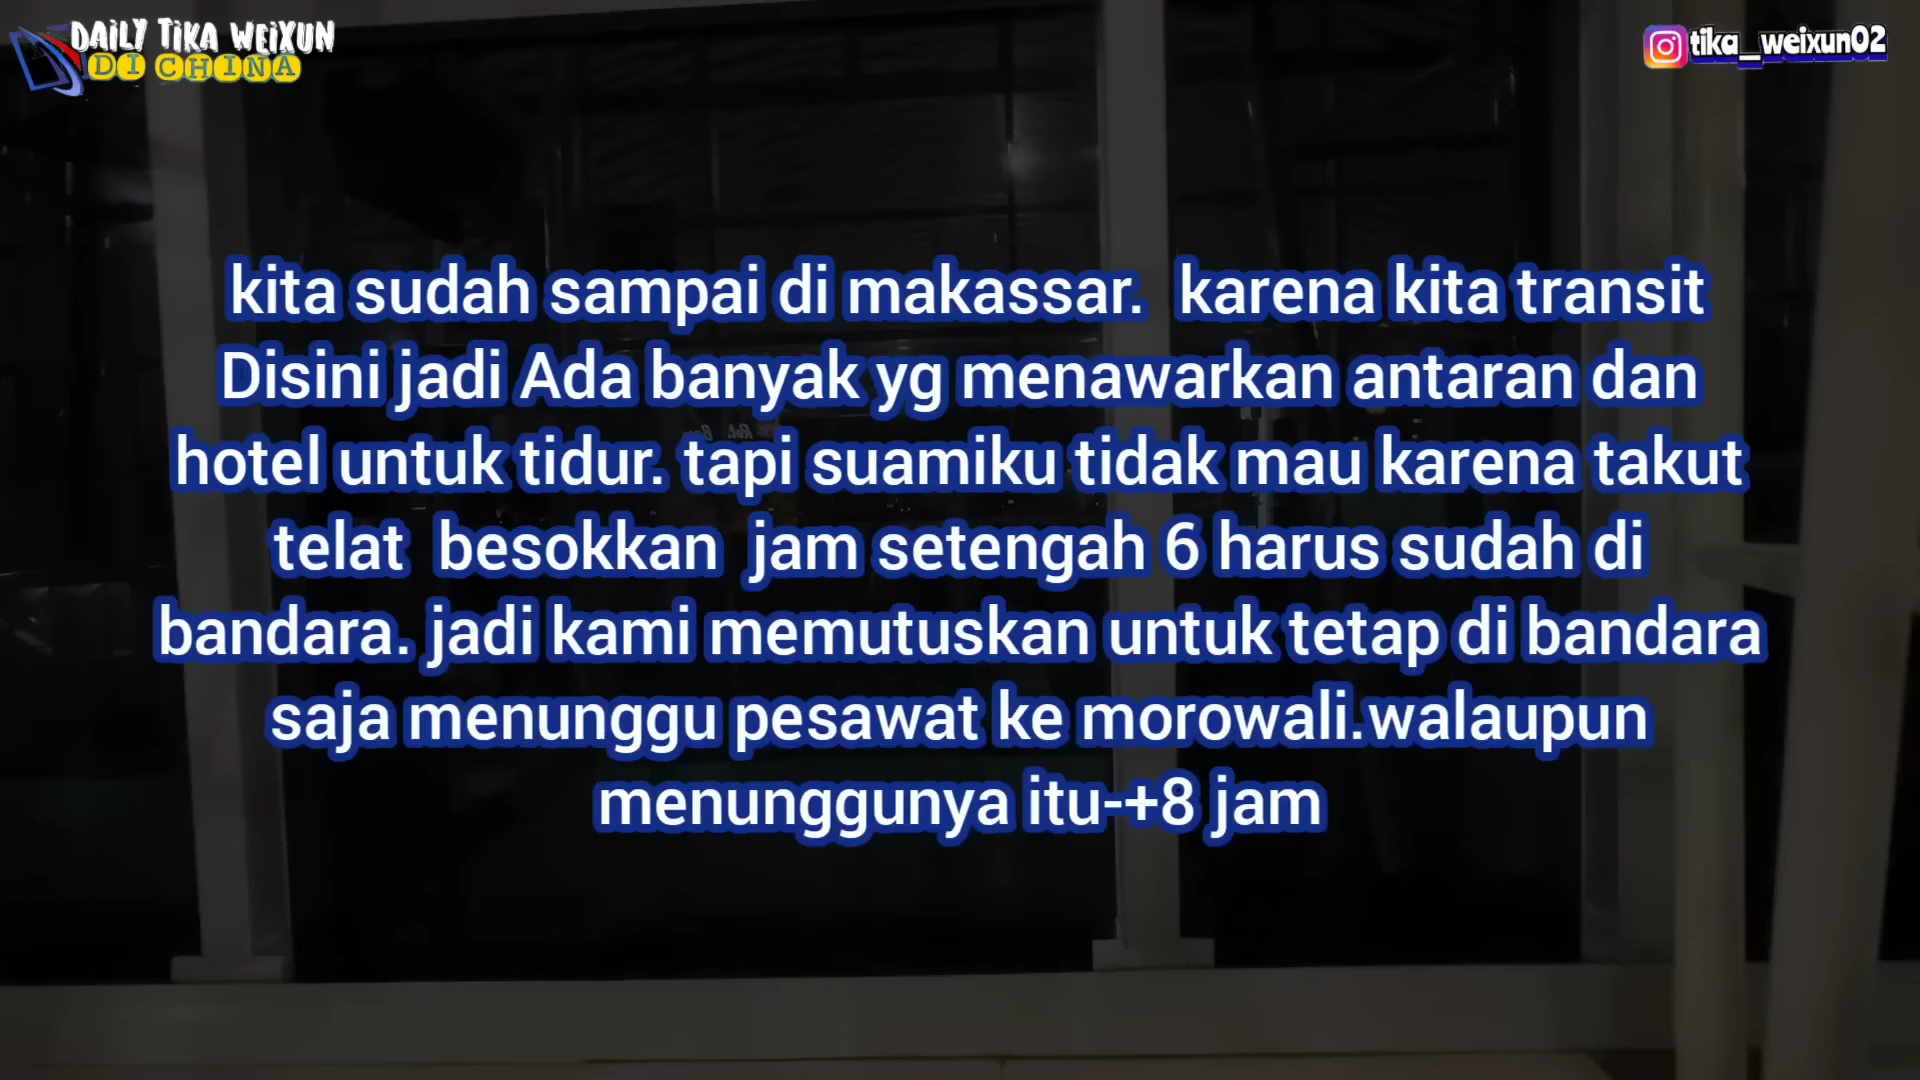 DAILY TIKA WEIXUN
DI CHINA
tika_weixun02
kita sudah sampai di makassar.  karena kita transit
Disini jadi Ada banyak yg menawarkan antaran dan
hotel untuk tidur. tapi suamiku tidak mau karena takut
telat  besokkan  jam setengah 6 harus sudah di
bandara. jadi kami memutuskan untuk tetap di bandara
saja menunggu pesawat ke morowali.walaupun
menunggunya itu-+8 jam